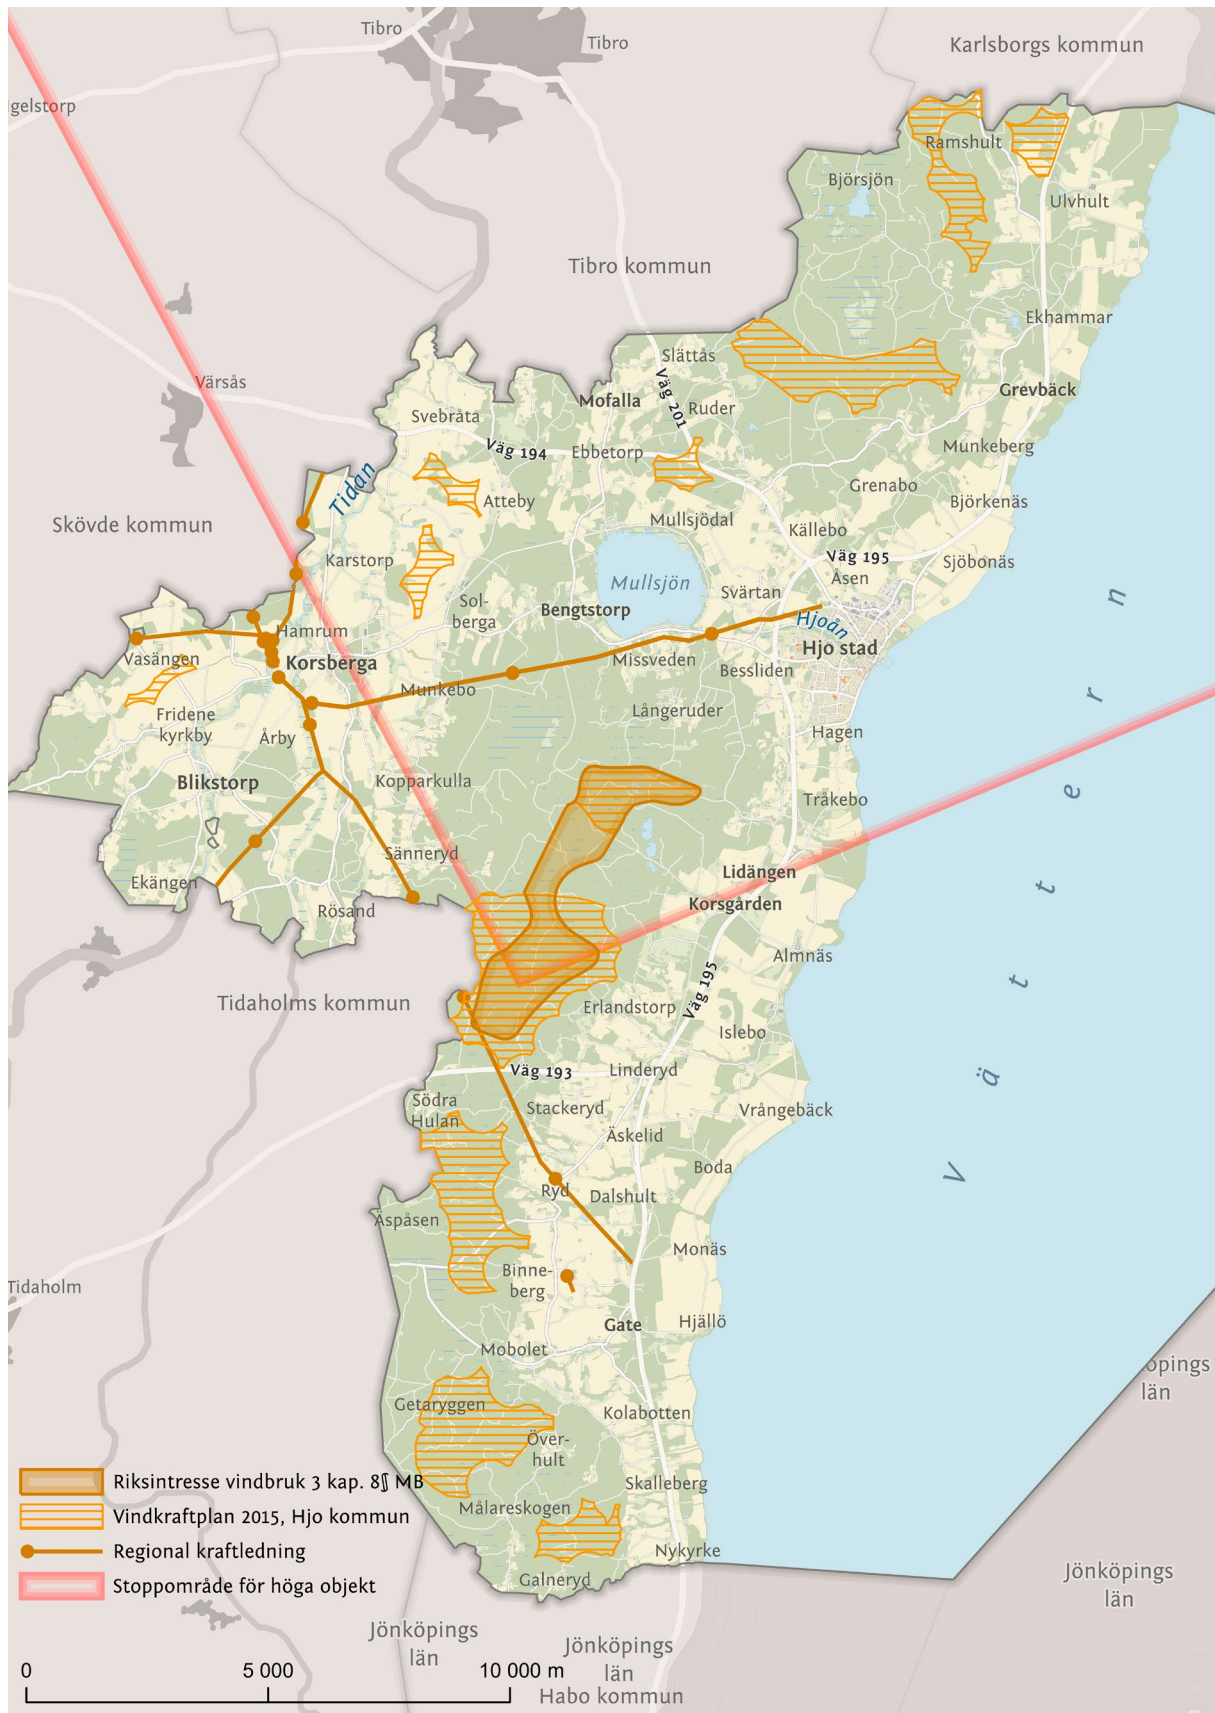 Tibro
Tibro
Karlsborgs kommun
gelstorp
Ramshult
Björsjön
Ulvhult
Tibro kommun
Ekhammar
Slättås
Värsås
Väg 201
Grevbäck
Mofalla
Ruder
Svebråta
Munkeberg
Väg 194
Ebbetorp
Tidan
Grenabo
Atteby
Björkenäs
Mullsjödal
Skövde kommun
Källebo
Karstorp
Väg 195
Sjöbonäs
Åsen
Mullsjön
Svärtan
Sol-
berga
Bengtstorp
Hjoån
Hamrum
Hjo stad
Vasängen
Korsberga
Missveden
Bessliden
Munkebo
Långeruder
Fridene
kyrkby
Årby
Hagen
Blikstorp
Kopparkulla
Tråkebo
Sänneryd
Lidängen
Ekängen
Korsgården
Rösand
Almnäs
Vättern
Tidaholms kommun
Erlandstorp
Väg 195
Islebo
Väg 193
Linderyd
Södra
Hulan
Stackeryd
Vrångebäck
Äskelid
Boda
Ryd
Dalshult
Äspåsen
Monäs
Tidaholm
Binne-
berg
Gate
Hjällö
Mobolet
öpings
län
Getaryggen
Kolabotten
Över-
hult
Skalleberg
Målareskogen
Nykyrke
Galneryd
Riksintresse vindbruk 3 kap. 8§ MB
Vindkraftplan 2015, Hjo kommun
Regional kraftledning
Stoppområde för höga objekt
Jönköpings
län
Jönköpings
län
Jönköpings
län
Habo kommun
0
5 000
10 000 m